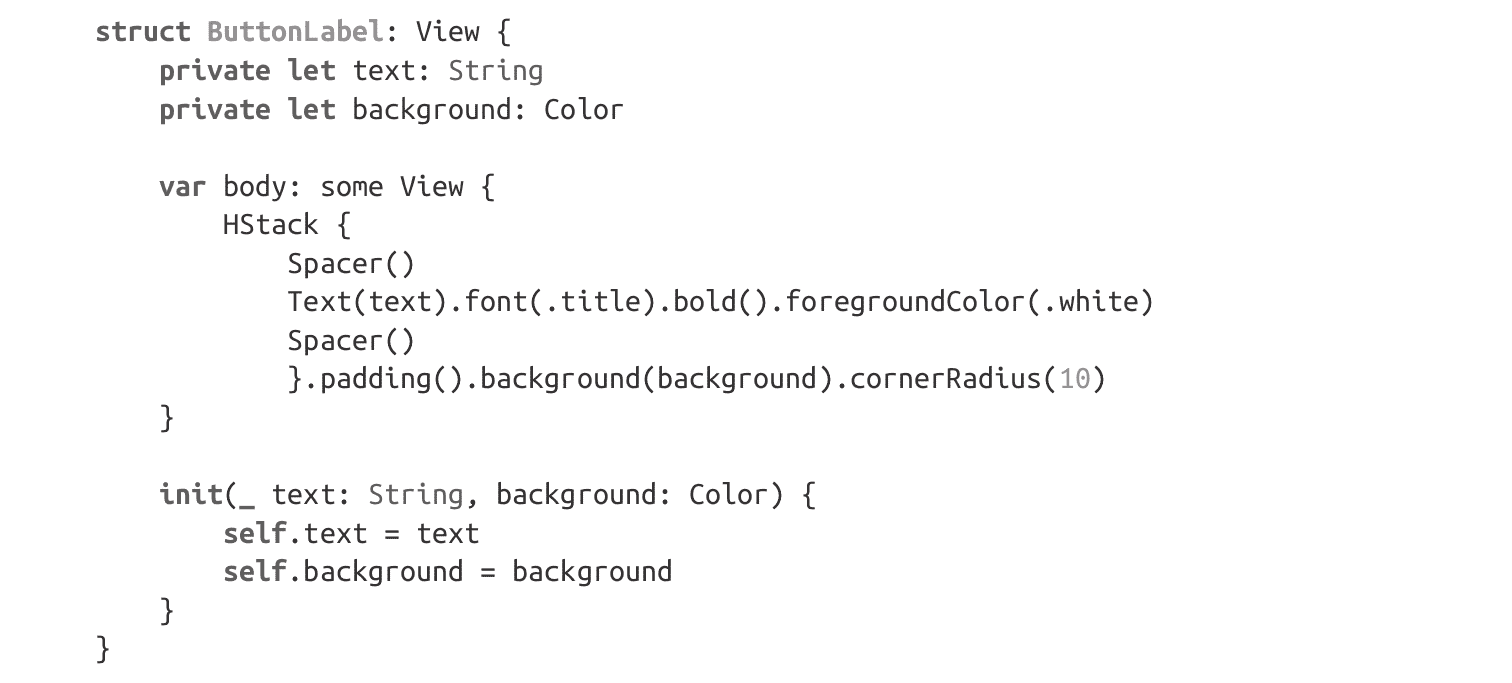 struct ButtonLabel: View {
    private let text: String
    private let background: Color

    var body: some View {
        HStack {
            Spacer()
            Text(text).font(.title).bold().foregroundColor(.white)
            Spacer()
            }.padding().background(background).cornerRadius(10)
    }

    init(_ text: String, background: Color) {
        self.text = text
        self.background = background
    }
}